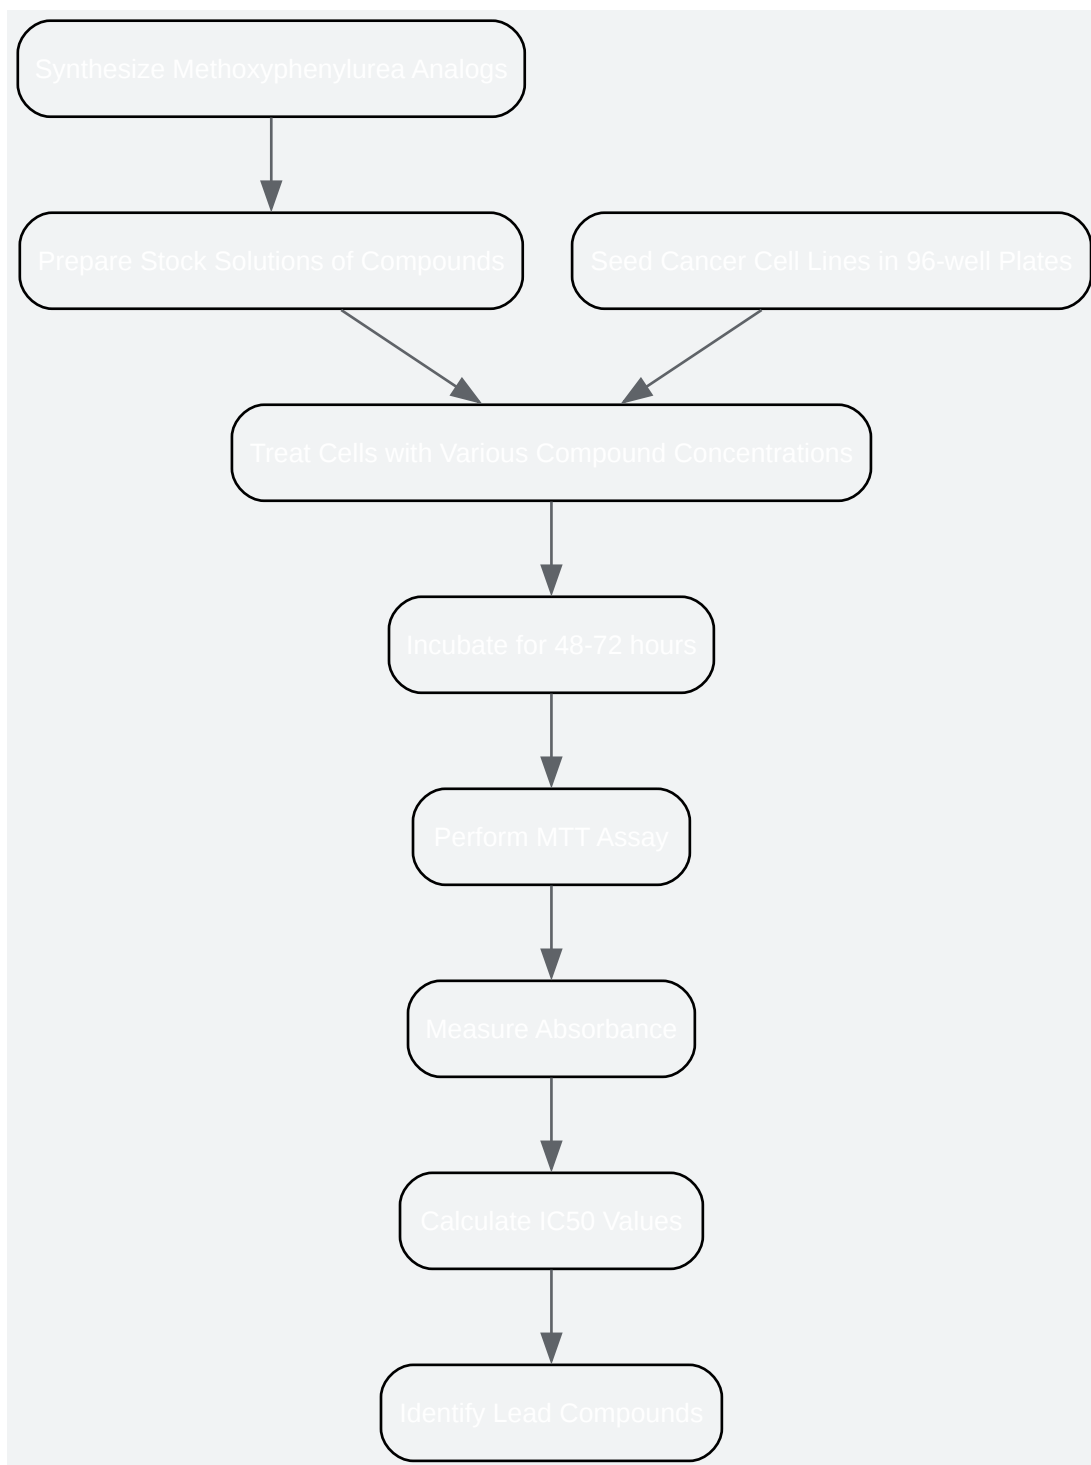 Synthesize Methoxyphenylurea Analogs
Prepare Stock Solutions of Compounds
Seed Cancer Cell Lines in 96-well Plates
Treat Cells with Various Compound Concentrations
Incubate for 48-72 hours
Perform MTT Assay
Measure Absorbance
Calculate IC50 Values
Identify Lead Compounds